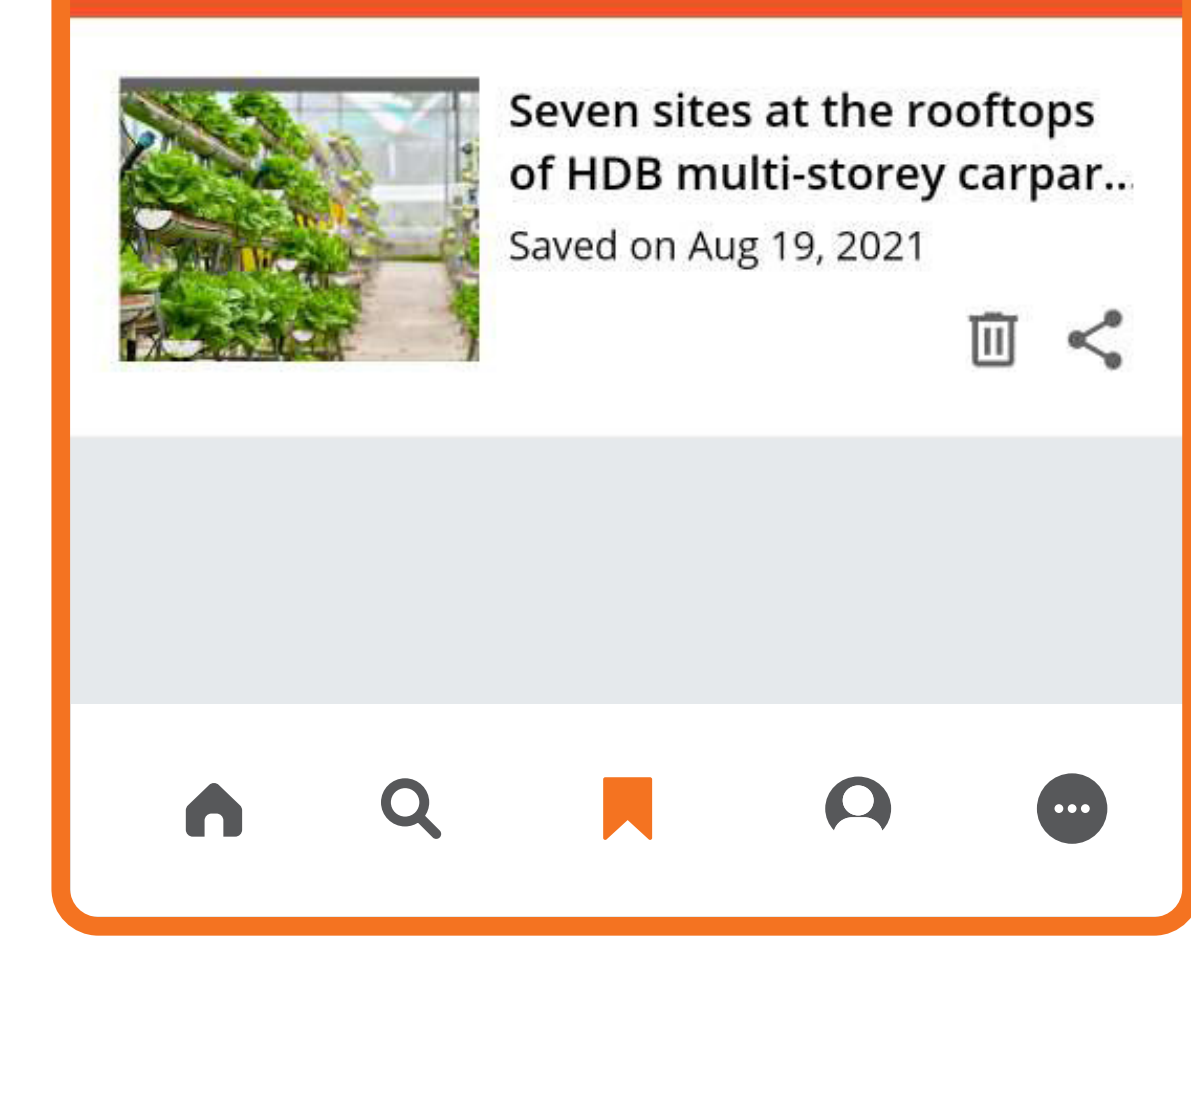 Seven sites at the rooftops
of HDB multi-storey carpar...
Saved on Aug 19, 2021